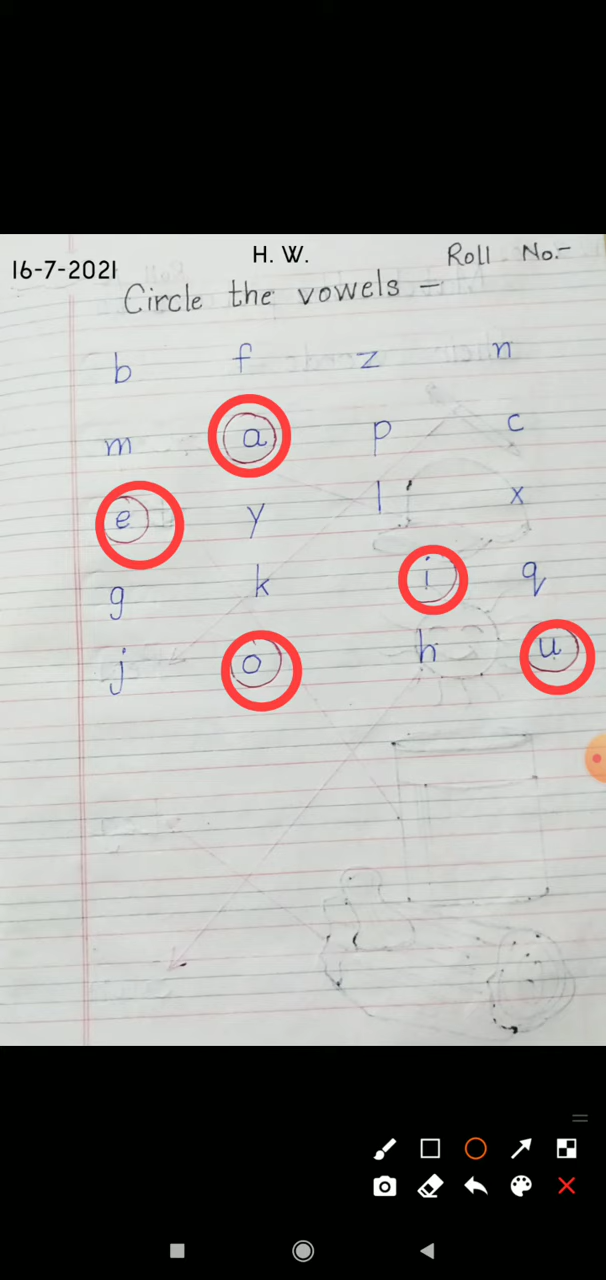 16-7-2021 H. W. Roll No.-
Circle the vowels –
b f z n
m a p c
e y l x
g k i q
j o h u